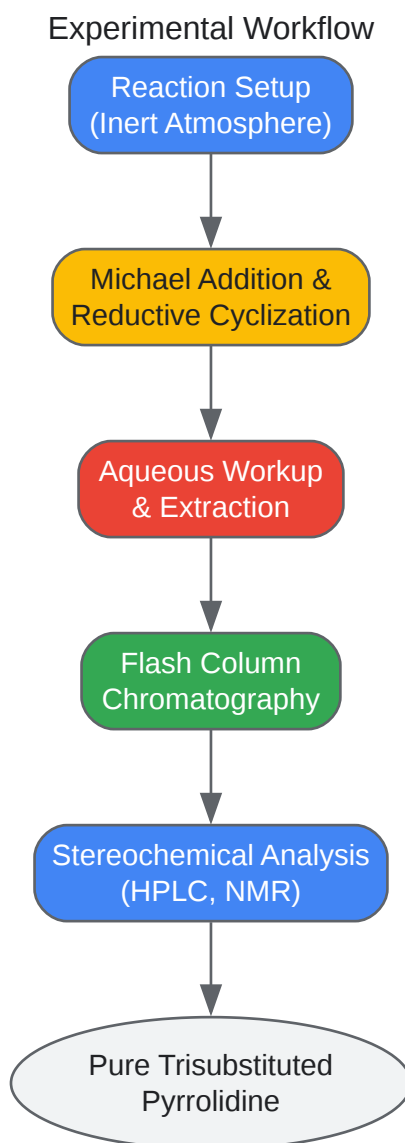 Experimental Workflow
Reaction Setup
(Inert Atmosphere)
Michael Addition &
Reductive Cyclization
Aqueous Workup
& Extraction
Flash Column
Chromatography
Stereochemical Analysis
(HPLC, NMR)
Pure Trisubstituted
Pyrrolidine